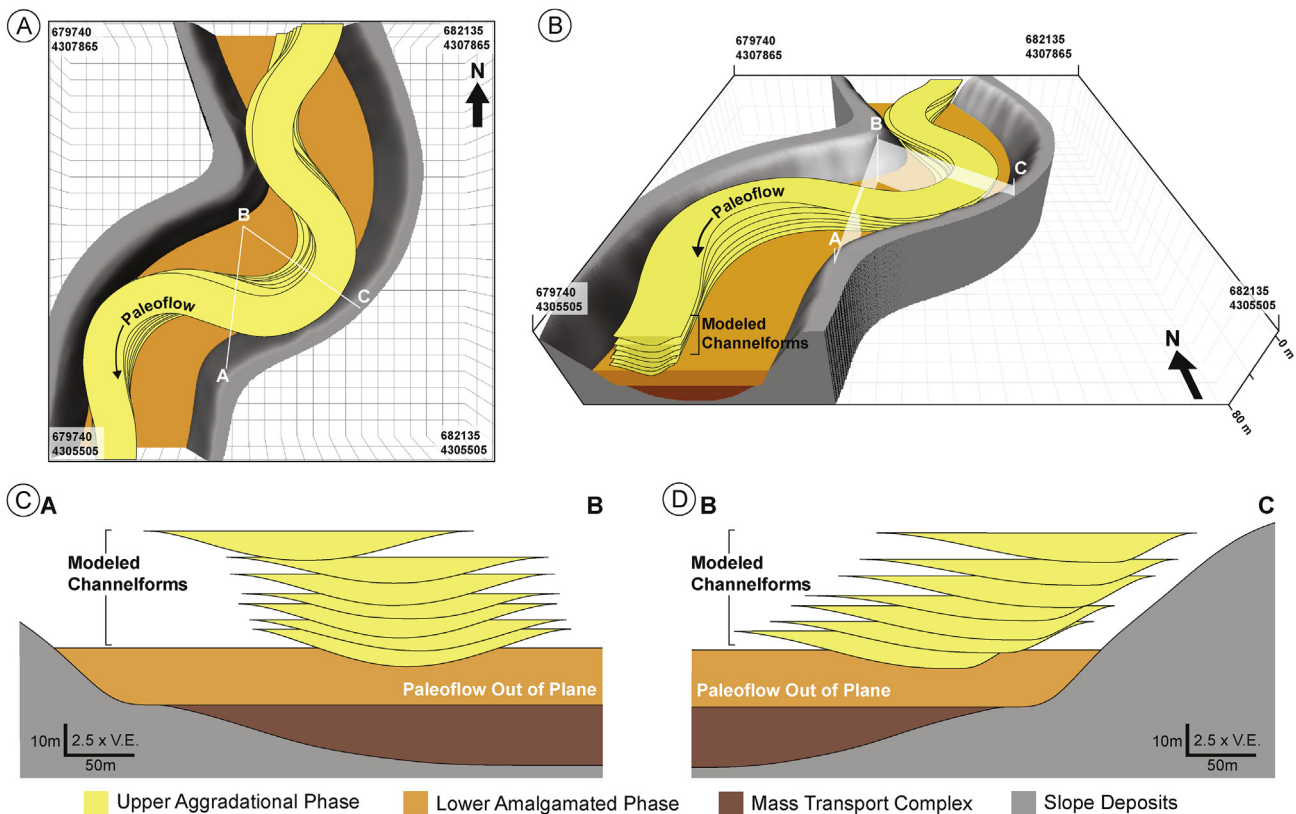 A
679740
4307865
682135
4307865
N
B
C
Paleoflow
A
679740
4305505
682135
4305505
B
679740
4307865
682135
4307865
B
C
Paleoflow
A
679740
4305505
682135
4305505
Modeled
Channelforms
N
0 m
80 m
C
A
B
Modeled
Channelforms
Paleoflow Out of Plane
10m
2.5 x V.E.
50m
D
B
C
Modeled
Channelforms
Paleoflow Out of Plane
10m
2.5 x V.E.
50m
Upper Aggradational Phase
Lower Amalgamated Phase
Mass Transport Complex
Slope Deposits